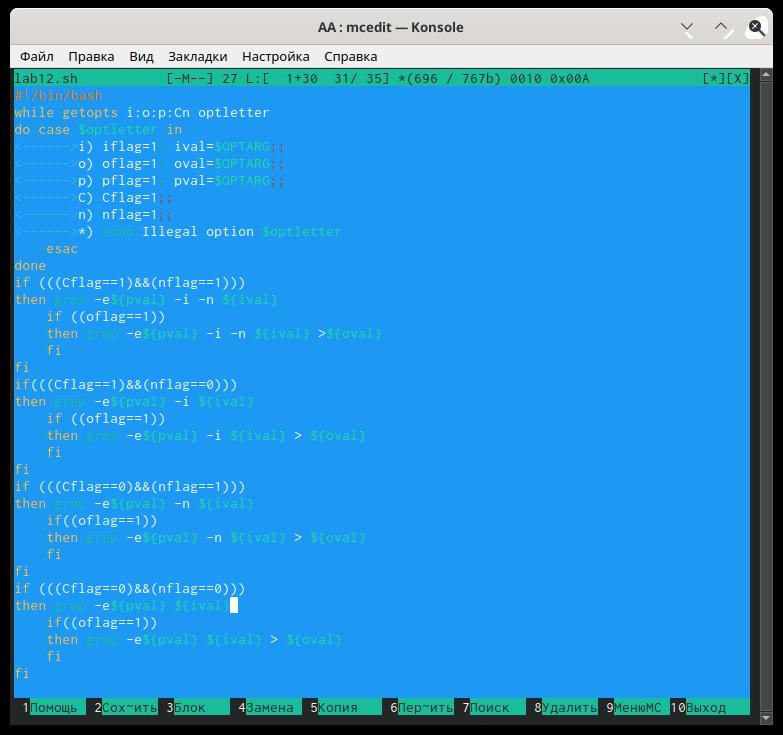 AA : mcedit — Konsole
Файл Правка Вид Закладки Настройка Справка
lab12.sh [-M--] 27 L:[ 1+30 31/ 35] *(696 / 767b) 0010 0x00A [*][X]
#!/bin/bash
while getopts i:o:p:Cn optletter
do case $optletter in
<------>i) iflag=1; ival=$OPTARG;;
<------>o) oflag=1; oval=$OPTARG;;
<------>p) pflag=1; pval=$OPTARG;;
<------>C) Cflag=1;;
<------>n) nflag=1;;
<------>*) echo Illegal option $optletter
esac
done
if (((Cflag==1)&&(nflag==1)))
then grep -e${pval} -i -n ${ival}
if ((oflag==1))
then grep -e${pval} -i -n ${ival} >${oval}
fi
fi
if(((Cflag==1)&&(nflag==0)))
then grep -e${pval} -i ${ival}
if ((oflag==1))
then grep -e${pval} -i ${ival} > ${oval}
fi
fi
if (((Cflag==0)&&(nflag==1)))
then grep -e${pval} -n ${ival}
if((oflag==1))
then grep -e${pval} -n ${ival} > ${oval}
fi
fi
if (((Cflag==0)&&(nflag==0)))
then grep -e${pval} ${ival}
if((oflag==1))
then grep -e${pval} ${ival} > ${oval}
fi
fi
1Помощь 2Сох~ить 3Блок 4Замена 5Копия 6Пер~ить 7Поиск 8Удалить 9МенюMC 10Выход